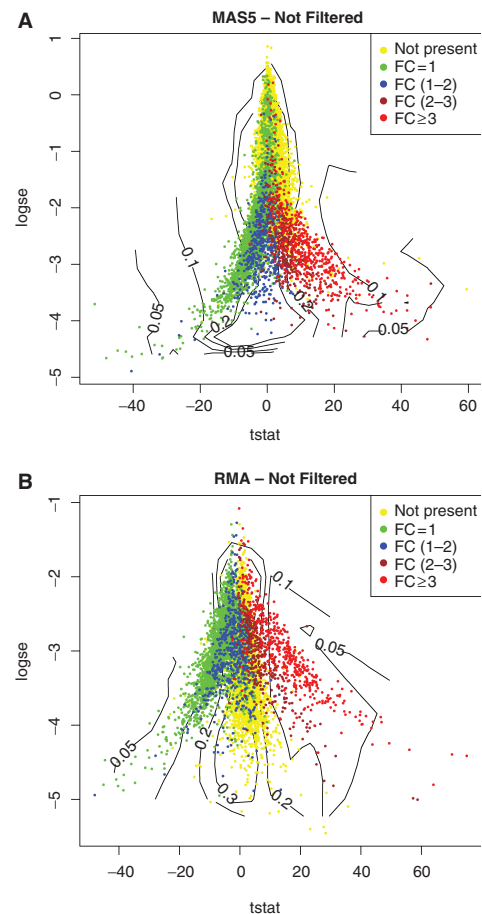 A
MAS5 – Not Filtered
1
0
−1
−2
−3
−4
−5
logse
Not present
FC=1
FC (1–2)
FC (2–3)
FC≥3
0.05
0.1
0.2
0.05
0.2
0.1
0.05
−40
−20
0
20
40
60
tstat
B
RMA – Not Filtered
−1
−2
−3
−4
−5
logse
Not present
FC=1
FC (1–2)
FC (2–3)
FC≥3
0.1
0.05
0.05
0.2
0.3
0.2
−40
−20
0
20
40
60
tstat